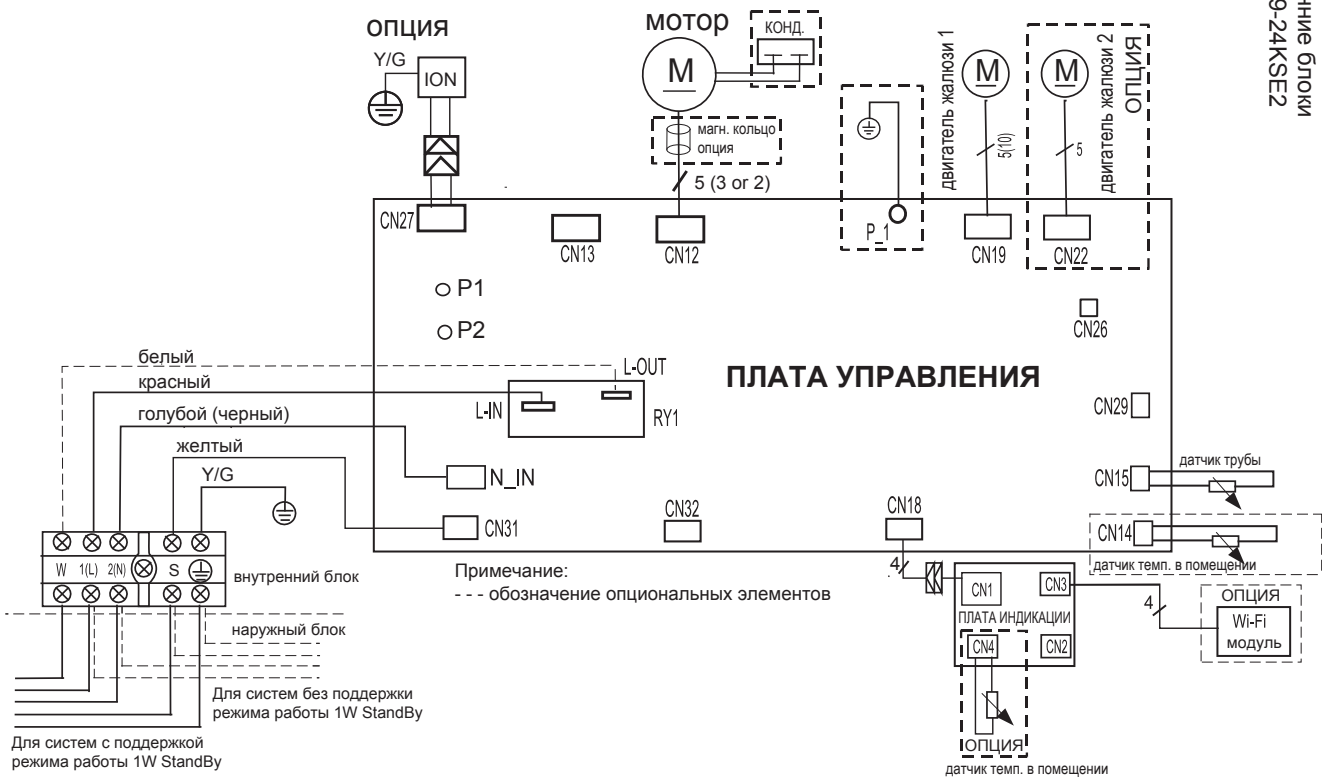 опция
Y/G
ION
мотор
M
КОНД.
магн. кольцо
опция
5 (3 or 2)
двигатель жалюзи 1
M
5(10)
M
5
двигатель жалюзи 2
ОПЦИЯ
нние блоки
9-24KSE2
CN27
CN13
CN12
P_1
CN19
CN22
P1
P2
CN26
белый
L-OUT
ПЛАТА УПРАВЛЕНИЯ
красный
L-IN
RY1
CN29
голубой (черный)
желтый
N_IN
CN15
датчик трубы
Y/G
CN31
CN32
CN18
CN14
датчик темп. в помещении
W 1(L) 2(N) S
внутренний блок
Примечание:
- - - обозначение опциональных элементов
4
CN1
CN3
ПЛАТА ИНДИКАЦИИ
CN4
CN2
4
ОПЦИЯ
Wi-Fi
модуль
наружный блок
Для систем без поддержки
режима работы 1W StandBy
Для систем с поддержкой
режима работы 1W StandBy
ОПЦИЯ
датчик темп. в помещении